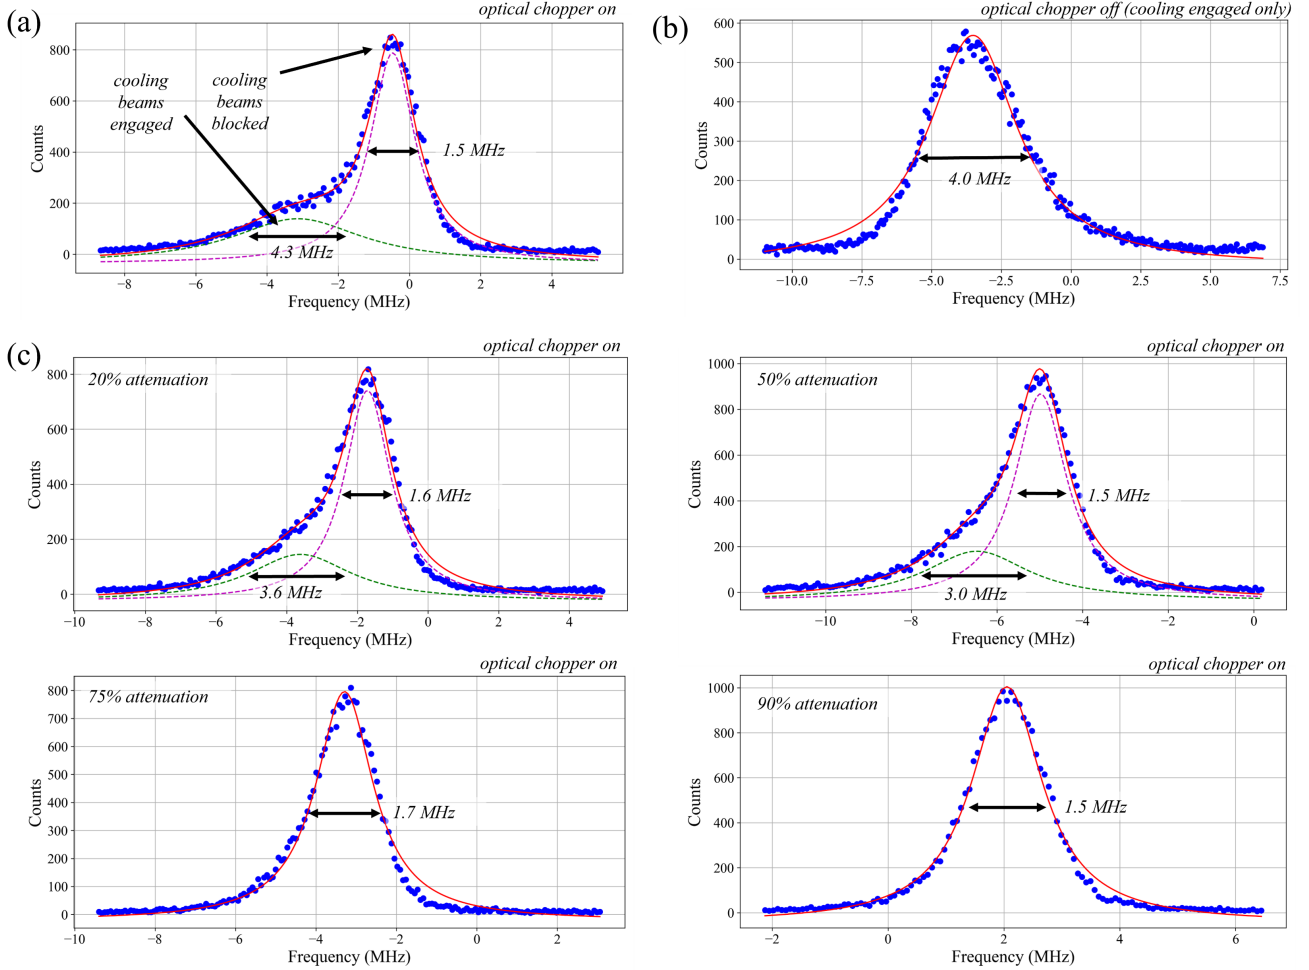 (a)
optical chopper on
cooling
beams
engaged
cooling
beams
blocked
1.5 MHz
4.3 MHz
Counts
800
600
400
200
0
−8
−6
−4
−2
0
2
4
Frequency (MHz)
(b)
optical chopper off (cooling engaged only)
4.0 MHz
Counts
600
500
400
300
200
100
0
−10.0
−7.5
−5.0
−2.5
0.0
2.5
5.0
7.5
Frequency (MHz)
(c)
optical chopper on
20% attenuation
1.6 MHz
3.6 MHz
Counts
800
600
400
200
0
−10
−8
−6
−4
−2
0
2
4
Frequency (MHz)
optical chopper on
50% attenuation
1.5 MHz
3.0 MHz
Counts
1000
800
600
400
200
0
−10
−8
−6
−4
−2
0
Frequency (MHz)
optical chopper on
75% attenuation
1.7 MHz
Counts
800
700
600
500
400
300
200
100
0
−10
−8
−6
−4
−2
0
2
Frequency (MHz)
optical chopper on
90% attenuation
1.5 MHz
Counts
1000
800
600
400
200
0
−2
0
2
4
6
Frequency (MHz)